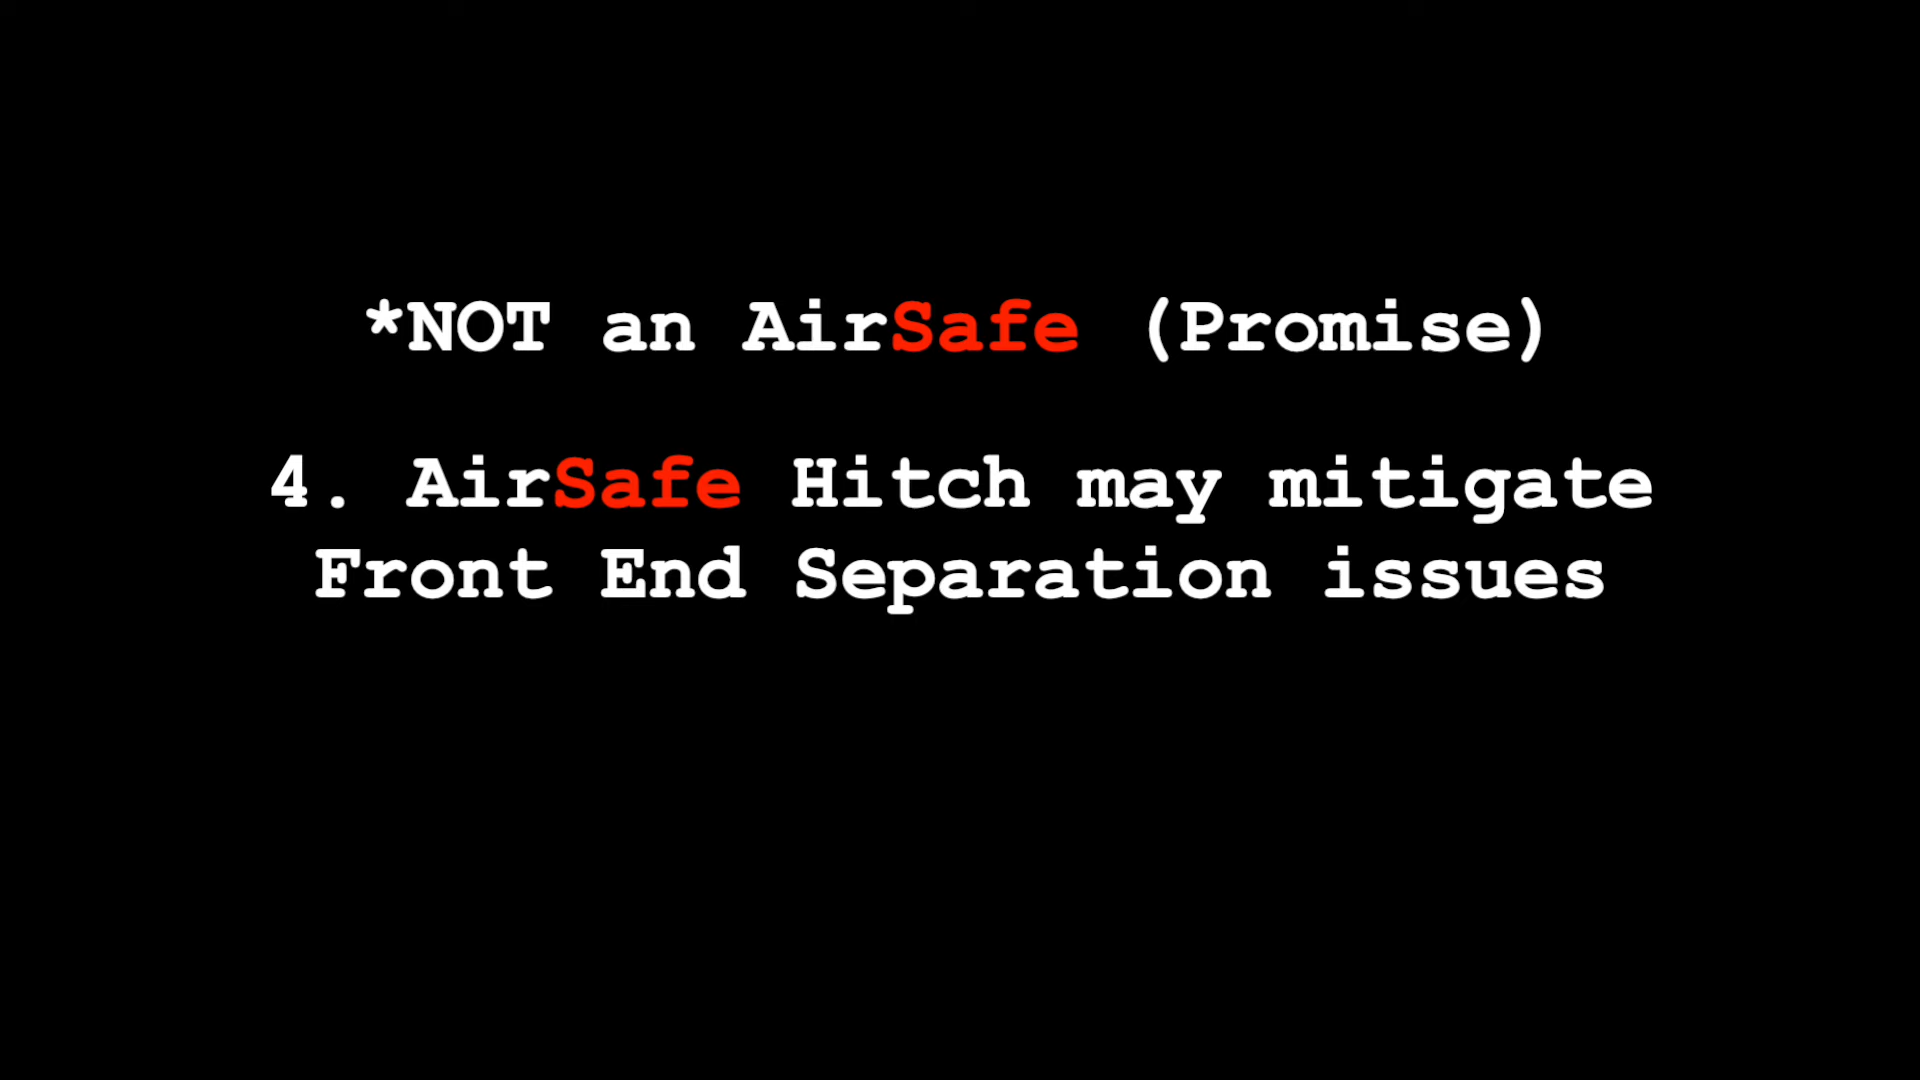 *NOT an AirSafe (Promise)
4. AirSafe Hitch may mitigate
Front End Separation issues